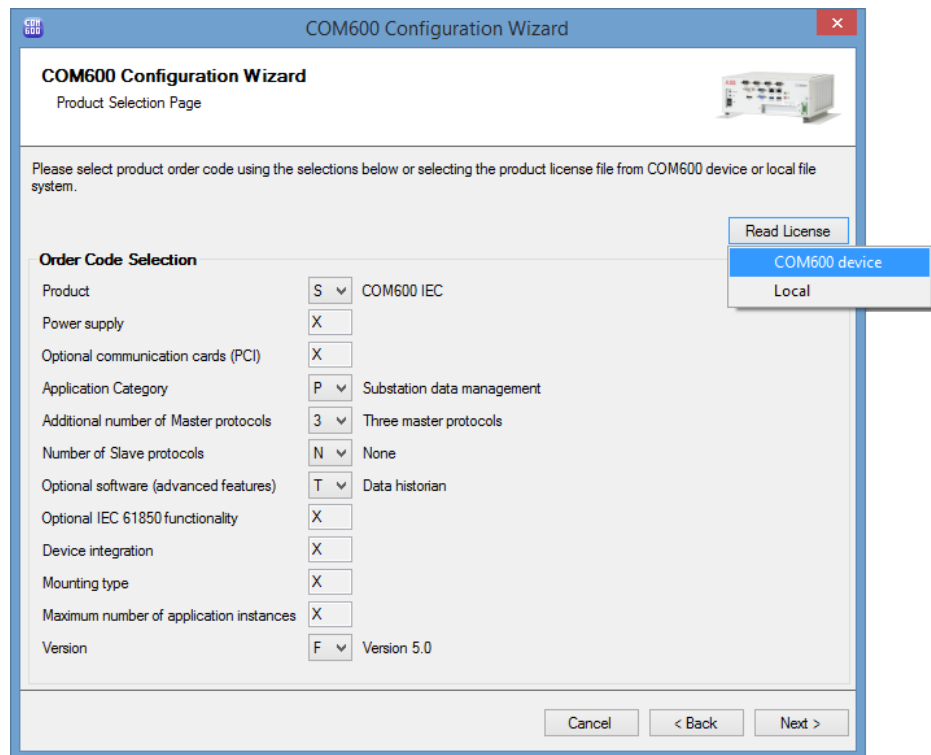 COM
600
COM600 Configuration Wizard
COM600 Configuration Wizard
Product Selection Page
ABB
Please select product order code using the selections below or selecting the product license file from COM600 device or local file
system.
Read License
COM600 device
Local
Order Code Selection
Product S COM600 IEC
Power supply X
Optional communication cards (PCI) X
Application Category P Substation data management
Additional number of Master protocols 3 Three master protocols
Number of Slave protocols N None
Optional software (advanced features) T Data historian
Optional IEC 61850 functionality X
Device integration X
Mounting type X
Maximum number of application instances X
Version F Version 5.0
Cancel < Back Next >